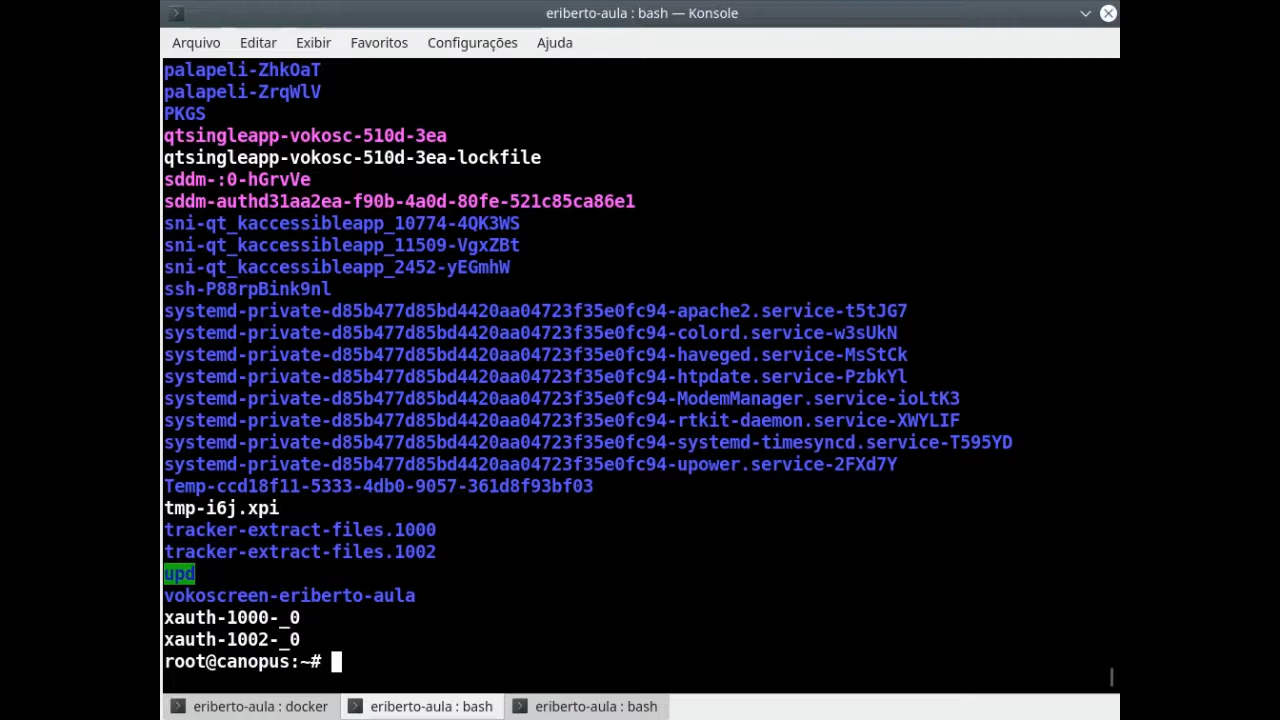 eriberto-aula : bash — Konsole
Arquivo Editar Exibir Favoritos Configurações Ajuda
palapeli-ZhkOaT
palapeli-ZrqWlV
PKGS
qtsingleapp-vokosc-510d-3ea
qtsingleapp-vokosc-510d-3ea-lockfile
sddm-:0-hGrvVe
sddm-authd31aa2ea-f90b-4a0d-80fe-521c85ca86e1
sni-qt_kaccessibleapp_10774-4QK3WS
sni-qt_kaccessibleapp_11509-VgxZBt
sni-qt_kaccessibleapp_2452-yEGmhW
ssh-P88rpBink9nl
systemd-private-d85b477d85bd4420aa04723f35e0fc94-apache2.service-t5tJG7
systemd-private-d85b477d85bd4420aa04723f35e0fc94-colord.service-w3sUkN
systemd-private-d85b477d85bd4420aa04723f35e0fc94-haveged.service-MsStCk
systemd-private-d85b477d85bd4420aa04723f35e0fc94-htpdate.service-PzbkYl
systemd-private-d85b477d85bd4420aa04723f35e0fc94-ModemManager.service-ioLtK3
systemd-private-d85b477d85bd4420aa04723f35e0fc94-rtkit-daemon.service-XWYLIF
systemd-private-d85b477d85bd4420aa04723f35e0fc94-systemd-timesyncd.service-T595YD
systemd-private-d85b477d85bd4420aa04723f35e0fc94-upower.service-2FXd7Y
Temp-ccd18f11-5333-4db0-9057-361d8f93bf03
tmp-i6j.xpi
tracker-extract-files.1000
tracker-extract-files.1002
upd
vokoscreen-eriberto-aula
xauth-1000-_0
xauth-1002-_0
root@canopus:~#
eriberto-aula : docker eriberto-aula : bash eriberto-aula : bash